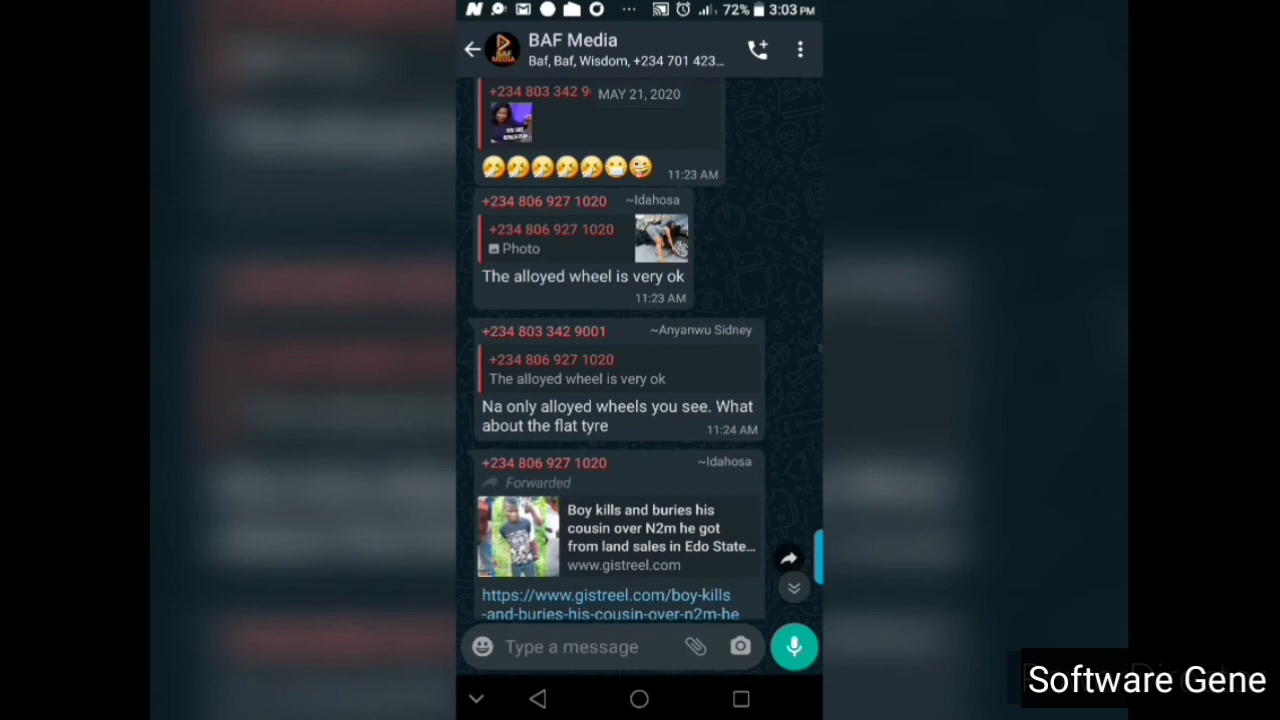 72% 3:03 PM
BAF Media
Baf, Baf, Wisdom, +234 701 423...
+234 803 342 9
MAY 21, 2020
11:23 AM
+234 806 927 1020 ~Idahosa
+234 806 927 1020
Photo
The alloyed wheel is very ok
11:23 AM
+234 803 342 9001 ~Anyanwu Sidney
+234 806 927 1020
The alloyed wheel is very ok
Na only alloyed wheels you see. What
about the flat tyre 11:24 AM
+234 806 927 1020 ~Idahosa
Forwarded
Boy kills and buries his
cousin over N2m he got
from land sales in Edo State...
www.gistreel.com
https://www.gistreel.com/boy-kills
-and-buries-his-cousin-over-n2m-he
Type a message
Software Gene